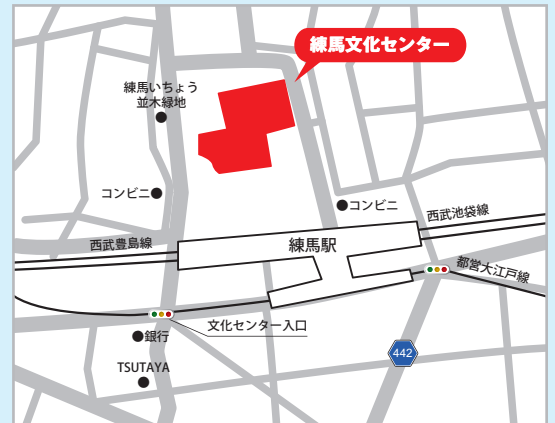 練馬文化センター
練馬いちょう
並木緑地
コンビニ
コンビニ
西武池袋線
西武豊島線
練馬駅
都営大江戸線
文化センター入口
銀行
442
TSUTAYA